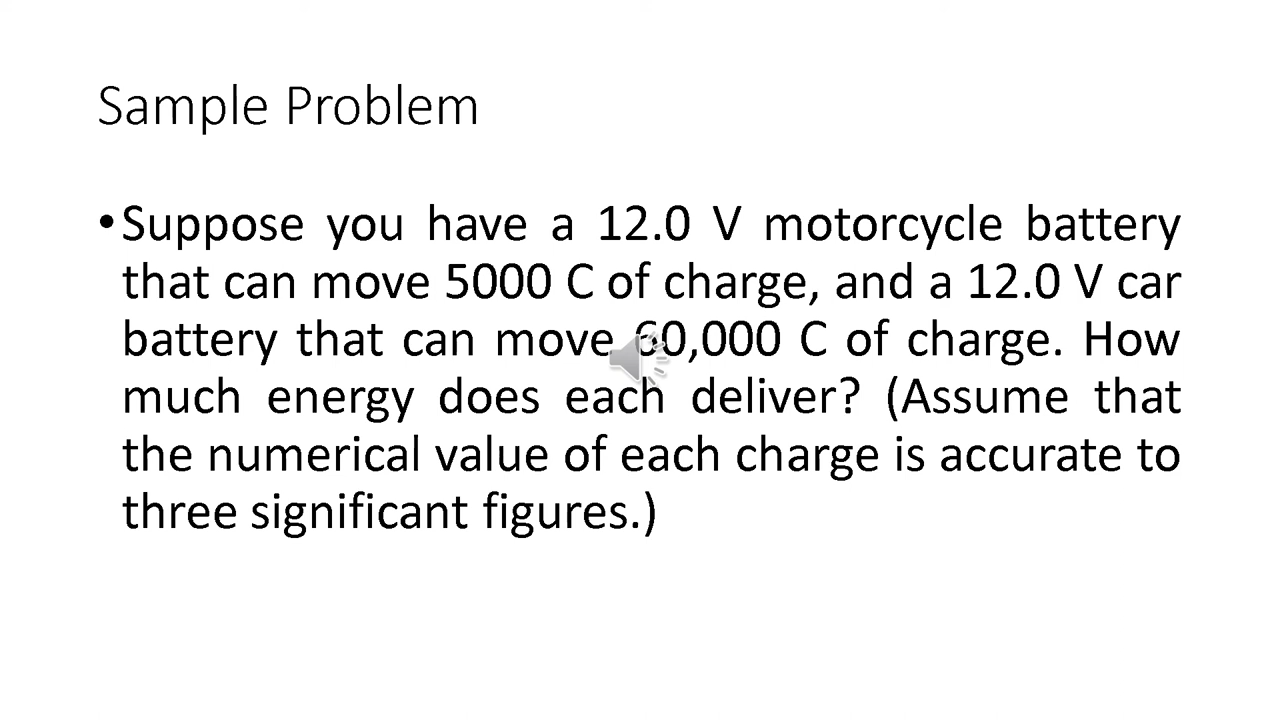 Sample Problem
•Suppose you have a 12.0 V motorcycle battery
that can move 5000 C of charge, and a 12.0 V car
battery that can move 60,000 C of charge. How
much energy does each deliver? (Assume that
the numerical value of each charge is accurate to
three significant figures.)